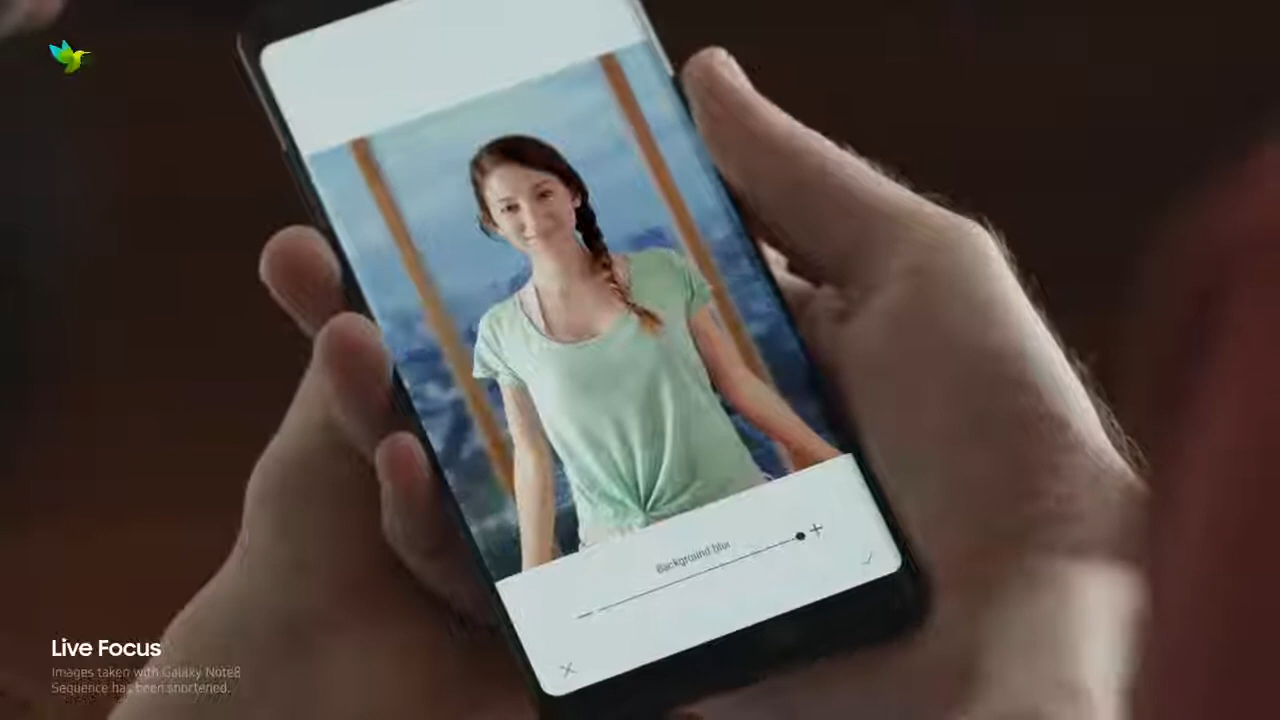 Background blur
Live Focus
Images taken with Galaxy Note8
Sequence has been shortened.